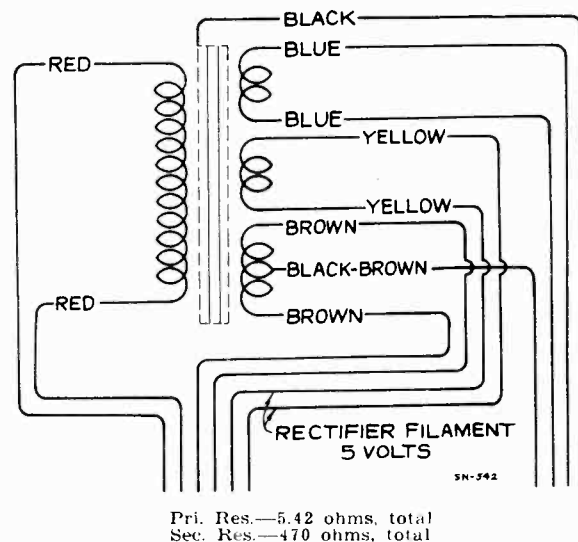 BLACK
BLUE
RED
BLUE
YELLOW
YELLOW
BROWN
BLACK-BROWN
RED
BROWN
RECTIFIER FILAMENT
5 VOLTS
SN-542
Pri. Res.—5.42 ohms, total
Sec. Res.—470 ohms, total